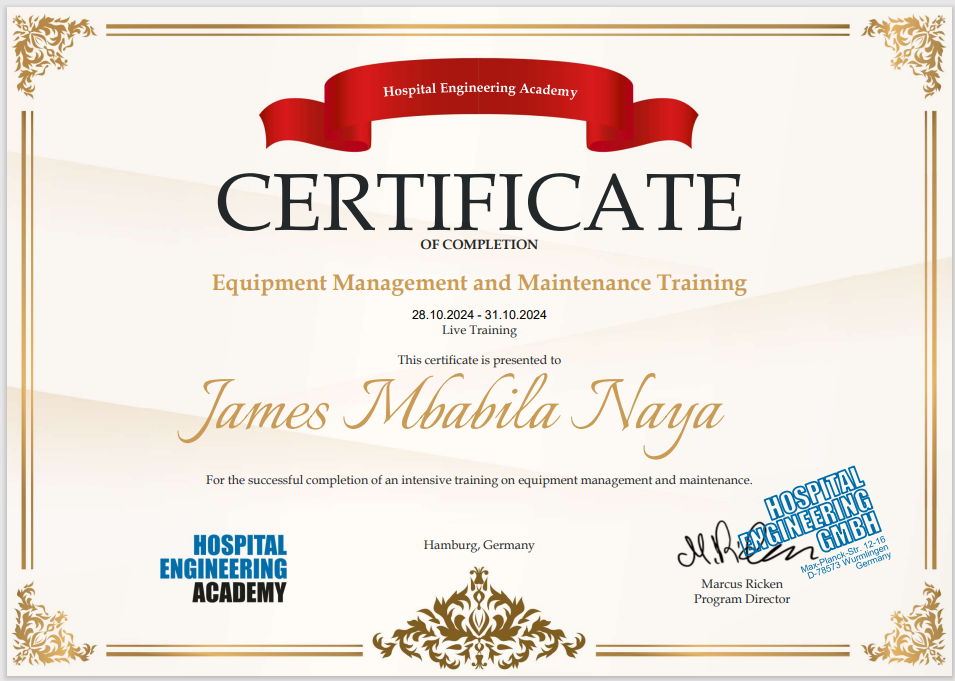 Hospital Engineering Academy
CERTIFICATE
OF COMPLETION
Equipment Management and Maintenance Training
28.10.2024 - 31.10.2024
Live Training
This certificate is presented to
James Mbabila Naya
For the successful completion of an intensive training on equipment management and maintenance.
HOSPITAL
ENGINEERING
ACADEMY
Hamburg, Germany
HOSPITAL
ENGINEERING
GMBH
Max-Planck-Str. 12-16
D-78573 Wurmlingen
Germany
M. Ricken
Marcus Ricken
Program Director